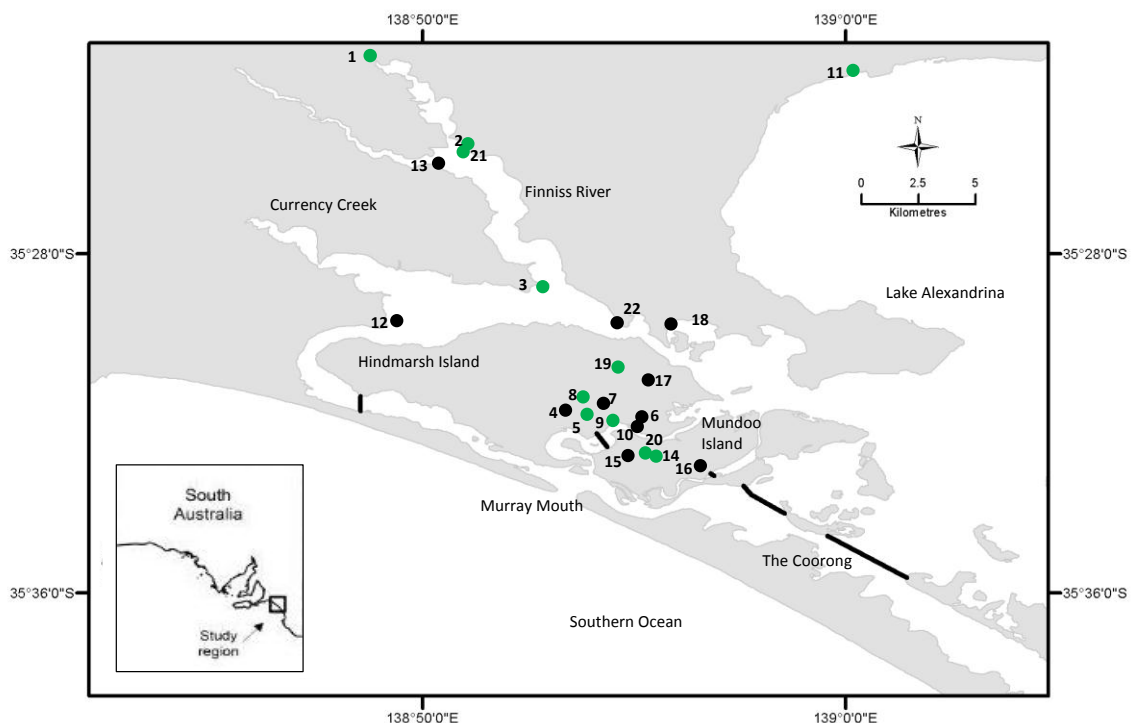 138°50'0"E
139°0'0"E
1
11
N
2
21
13
0 2.5 5
Kilometres
Finniss River
Currency Creek
35°28'0"S
35°28'0"S
3
Lake Alexandrina
22
18
12
Hindmarsh Island
19
17
8
7
4
6
5
9
10
Mundoo
Island
20
15
14
16
South
Australia
Murray Mouth
The Coorong
35°36'0"S
35°36'0"S
Study
region
Southern Ocean
138°50'0"E
139°0'0"E